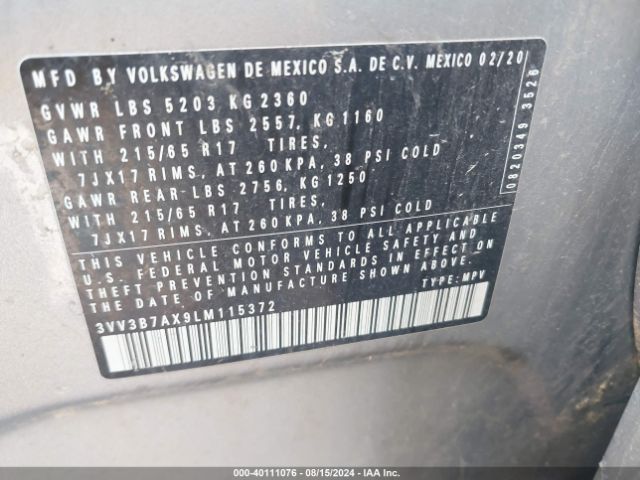 MFD BY VOLKSWAGEN DE MEXICO S.A. DE C.V. MEXICO 02/20
GVWR LBS 5203 KG 2360
GAWR FRONT LBS 2557, KG 1160
WITH 215/65 R17 TIRES,
7JX17 RIMS, AT 260 KPA, 38 PSI COLD
GAWR REAR-LBS 2756, KG 1250
WITH 215/65 R17 TIRES,
7JX17 RIMS, AT 260 KPA, 38 PSI COLD
THIS VEHICLE CONFORMS TO ALL APPLICABLE
U.S. FEDERAL MOTOR VEHICLE SAFETY AND
THEFT PREVENTION STANDARDS IN EFFECT ON
THE DATE OF MANUFACTURE SHOWN ABOVE.
TYPE: MPV
3VV3B7AX9LM115372
0820349 3526
000-40111076 - 08/15/2024 - IAA Inc.